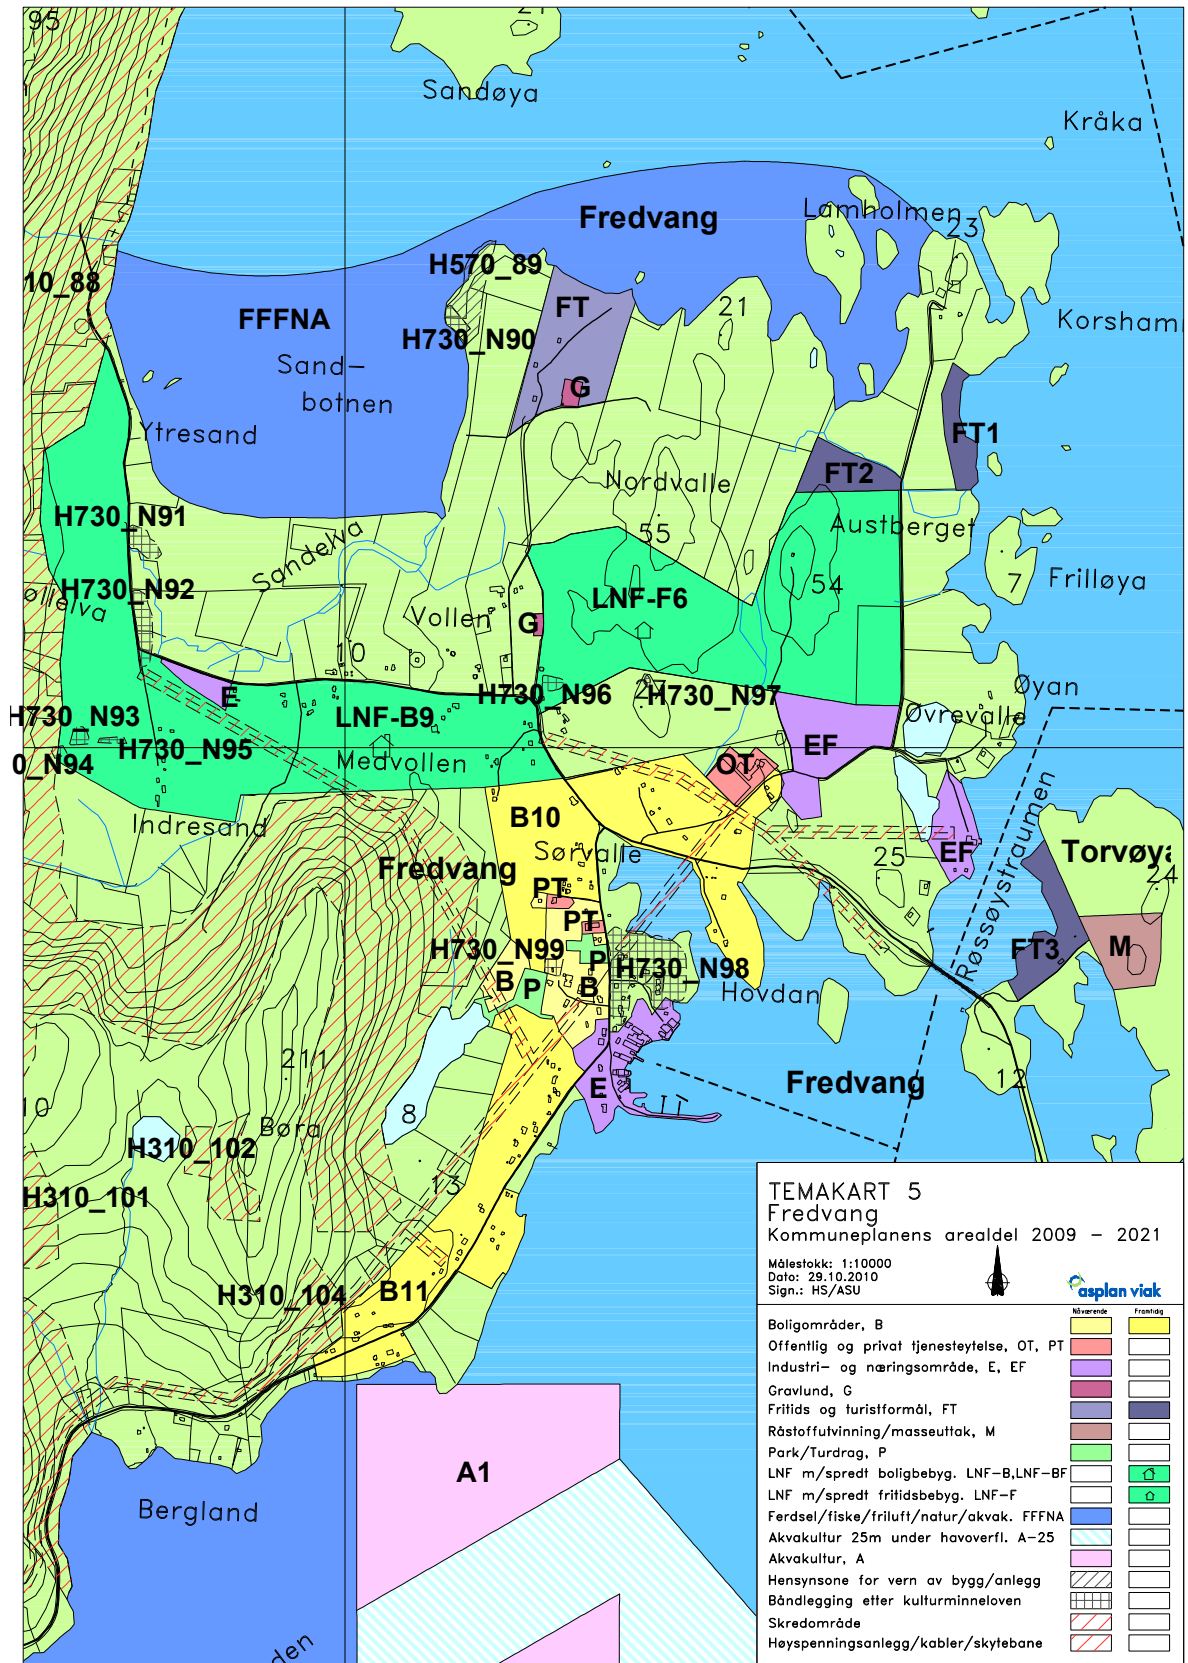 Sandøya
Kråka
Fredvang
Lamholmen
23
H570_89
10_88
FT
21
FFFNA
H730_N90
Korsham
Sand-
botnen
G
Ytresand
FT1
FT2
Nordvalle
H730_N91
55
Austberget
Sandelva
54
7
Frilløya
H730_N92
LNF-F6
Vollen
G
10
27
Øyan
E
H730_N96
H730_N97
H730_N93
LNF-B9
Øvrevalle
H730_N95
EF
0_N94
Medvollen
OT
B10
Indresand
Sørvalle
Røssøystraumen
25
EF
Torvøya
Fredvang
24
PT
PT
H730_N99
P
H730_N98
FT3
M
B
P
B
Hovdan
211
Fredvang
12
E
10
8
Børa
H310_102
13
H310_101
H310_104
B11
A1
Bergland
den
TEMAKART 5
Fredvang
Kommuneplanens arealdel 2009 - 2021
Målestokk: 1:10000
Dato: 29.10.2010
Sign.: HS/ASU
asplan viak
Nåværende Framtidig
Boligområder, B
Offentlig og privat tjenesteytelse, OT, PT
Industri- og næringsområde, E, EF
Gravlund, G
Fritids og turistformål, FT
Råstoffutvinning/masseuttak, M
Park/Turdrag, P
LNF m/spredt boligbebyg. LNF-B,LNF-BF
LNF m/spredt fritidsbebyg. LNF-F
Ferdsel/fiske/friluft/natur/akvak. FFFNA
Akvakultur 25m under havoverfl. A-25
Akvakultur, A
Hensynsone for vern av bygg/anlegg
Båndlegging etter kulturminneloven
Skredområde
Høyspenningsanlegg/kabler/skytebane